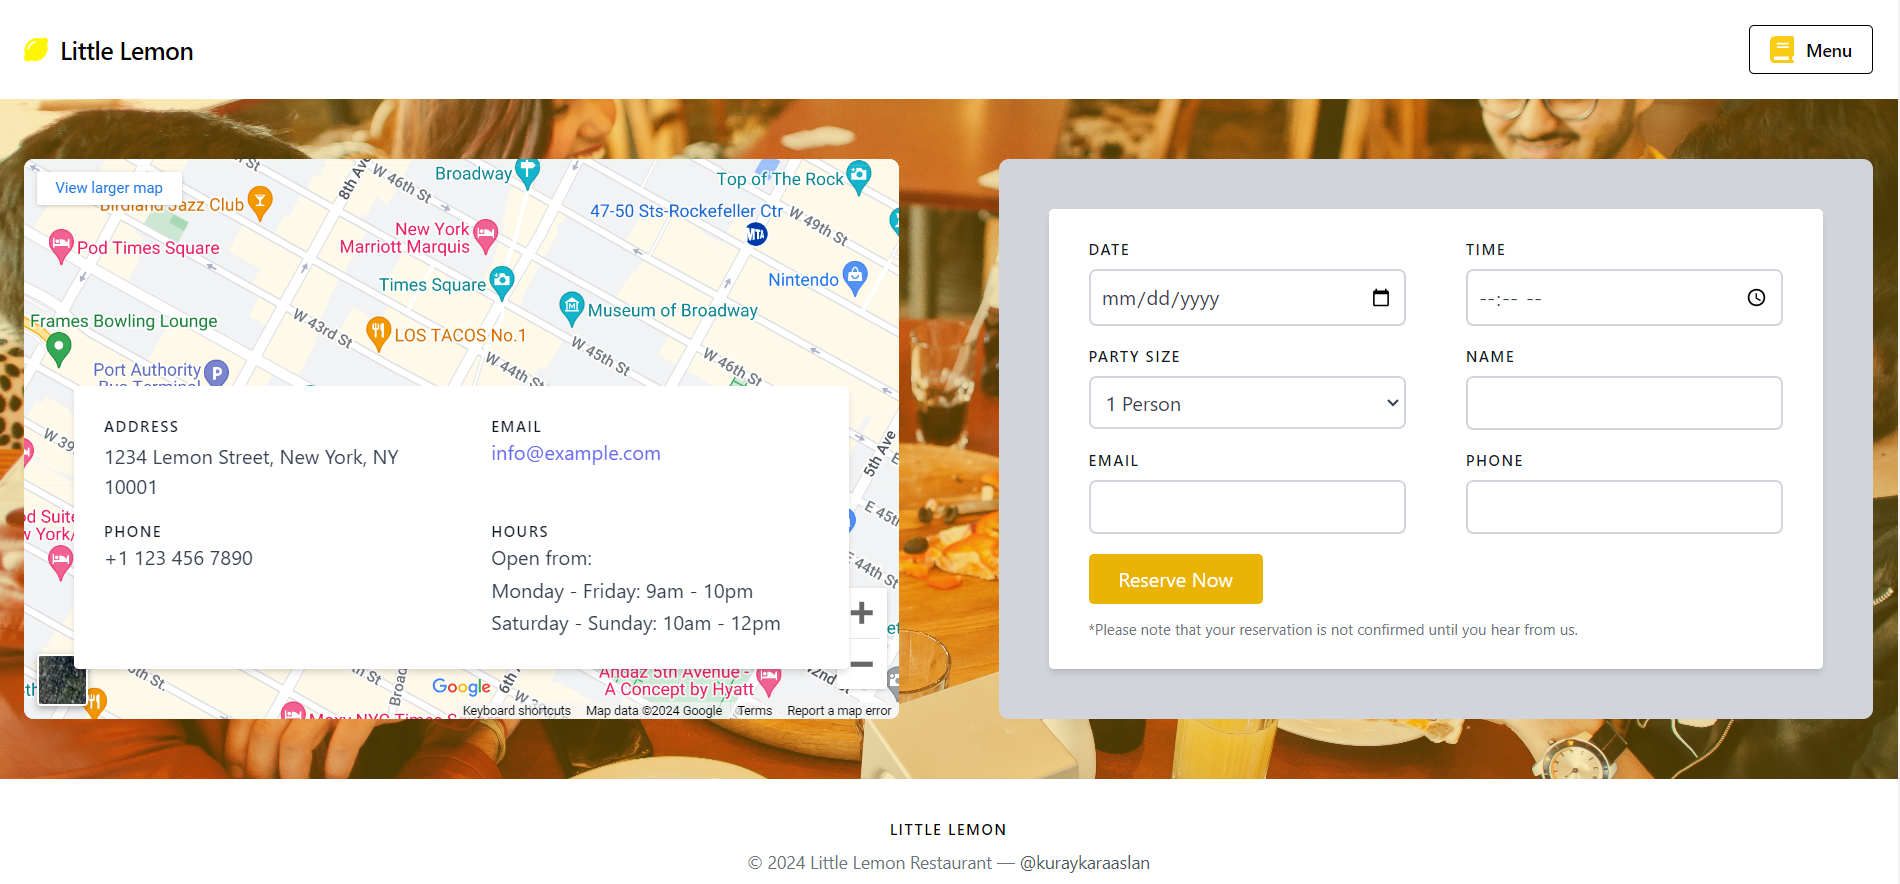 Little Lemon
Menu
View larger map
Birdland Jazz Club
8th Ave
W 46th St
Broadway
Top of The Rock
47-50 Sts-Rockefeller Ctr
W 49th St
MTA
New York
Marriott Marquis
Pod Times Square
Times Square
Nintendo
Museum of Broadway
Frames Bowling Lounge
W 43rd St
LOS TACOS No.1
W 44th St
W 45th St
W 46th St
Port Authority
Bus Terminal
P
5th Ave
E 45th
E 44th St
ADDRESS
1234 Lemon Street, New York, NY
10001
EMAIL
info@example.com
PHONE
+1 123 456 7890
HOURS
Open from:
Monday - Friday: 9am - 10pm
Saturday - Sunday: 10am - 12pm
Andaz 5th Avenue -
A Concept by Hyatt
6th
Google
Moxy NYC Times
Keyboard shortcuts
Map data ©2024 Google
Terms
Report a map error
DATE
mm/dd/yyyy
TIME
--:-- --
PARTY SIZE
1 Person
NAME
EMAIL
PHONE
Reserve Now
*Please note that your reservation is not confirmed until you hear from us.
LITTLE LEMON
© 2024 Little Lemon Restaurant — @kuraykaraaslan